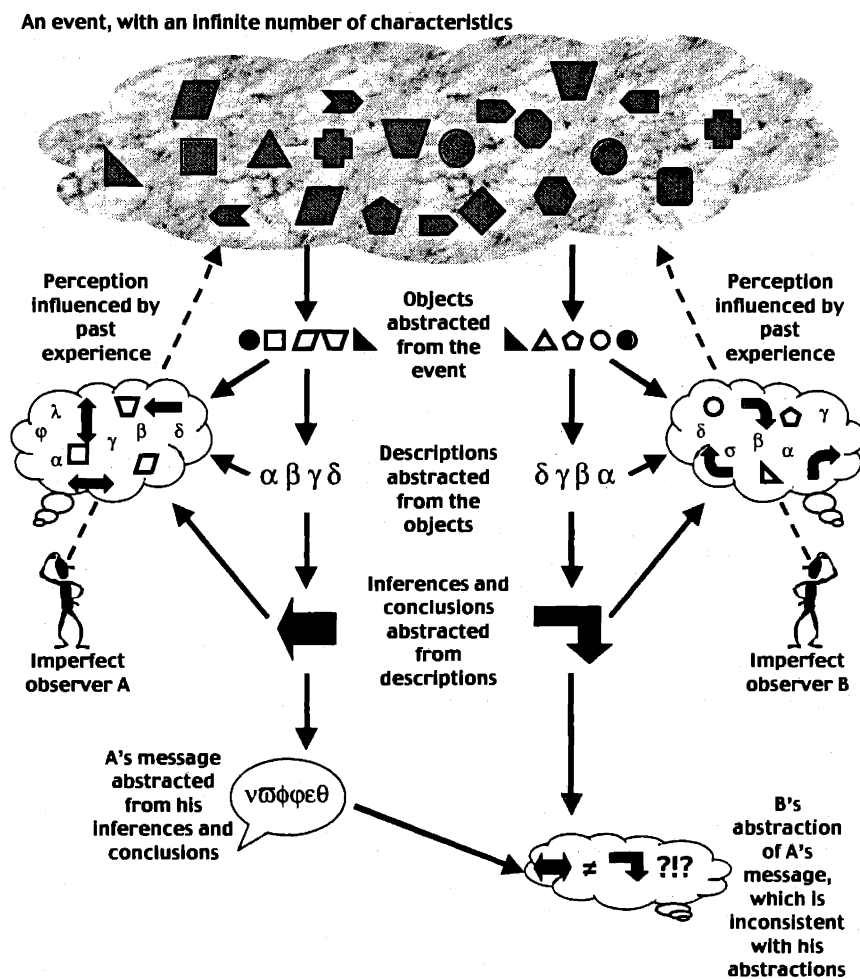 An event, with an infinite number of characteristics
Perception
influenced by
past
experience
Objects
abstracted
from the
event
Perception
influenced by
past
experience
λ
φ
γ
β
δ
α
α β γ δ
Descriptions
abstracted
from the
objects
δ γ β α
γ
δ
β
σ
α
Imperfect
observer A
Inferences and
conclusions
abstracted
from
descriptions
Imperfect
observer B
A's message
abstracted
from his
inferences and
conclusions
νϖφφεθ
≠ ?!?
B's
abstraction
of A's
message,
which is
inconsistent
with his
abstractions